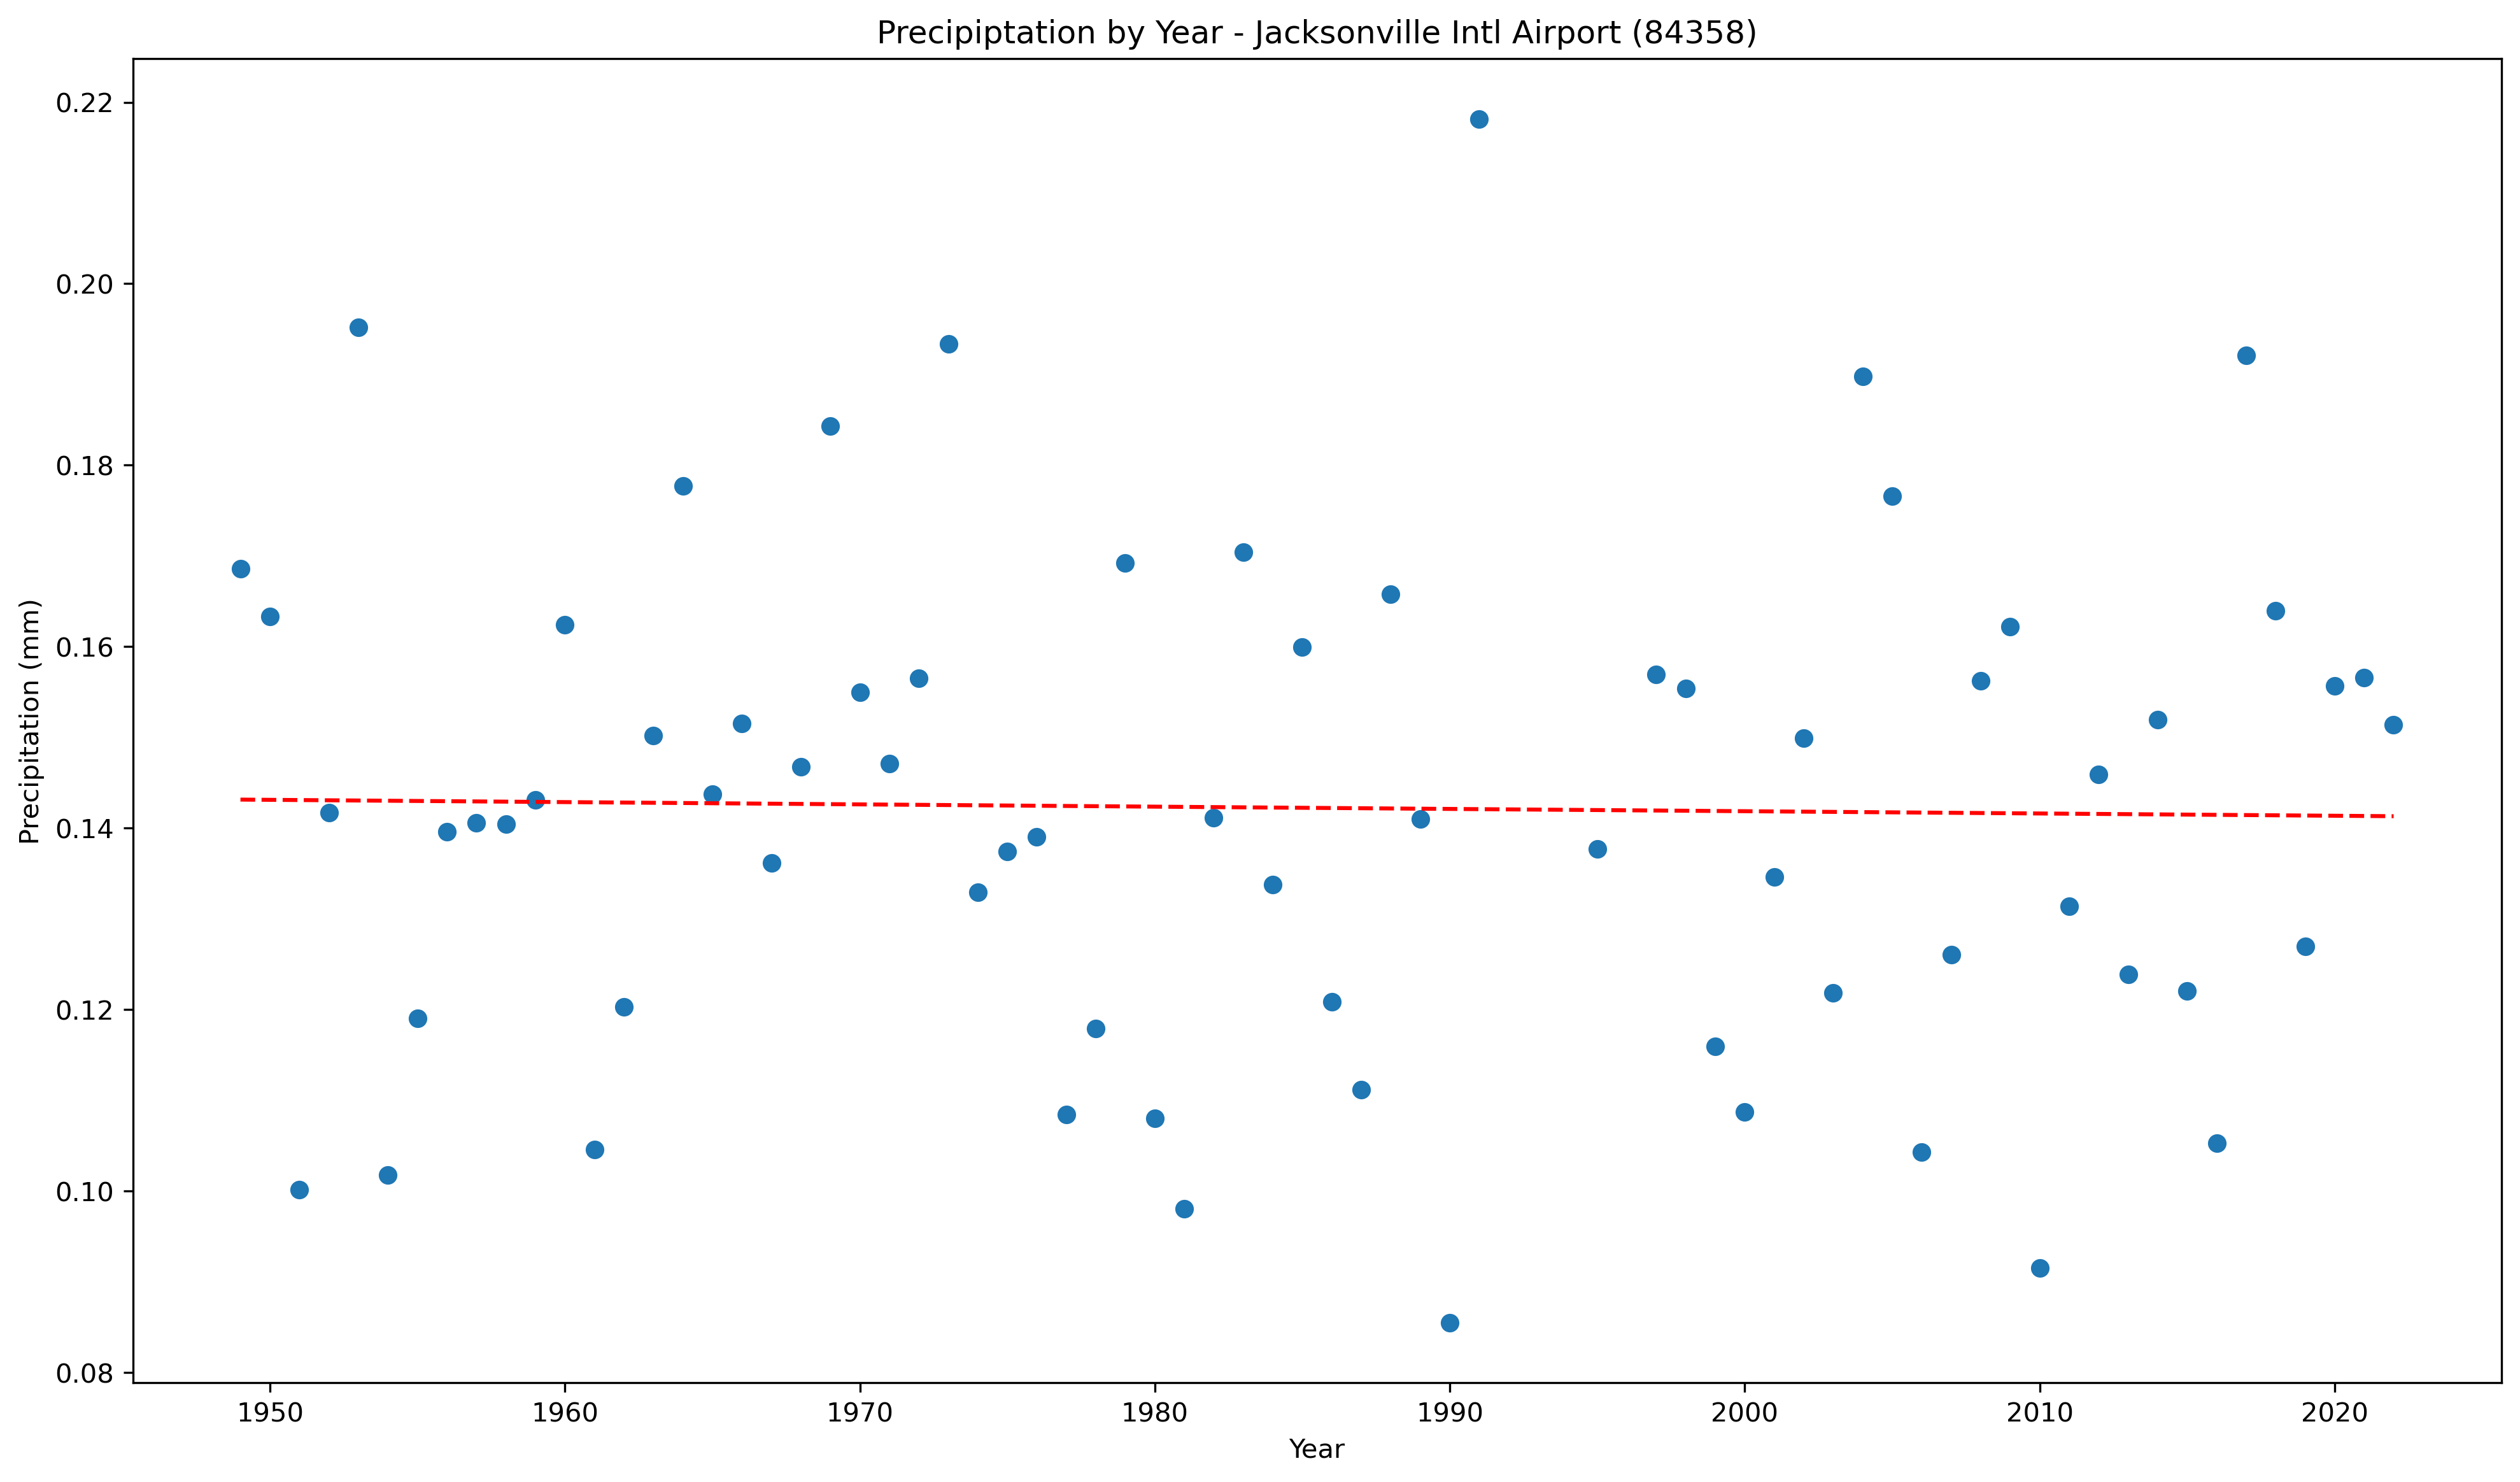 Precipiptation by Year - Jacksonville Intl Airport (84358)
0.22
0.20
0.18
0.16
0.14
0.12
0.10
0.08
Precipitation (mm)
1950 1960 1970 1980 1990 2000 2010 2020
Year